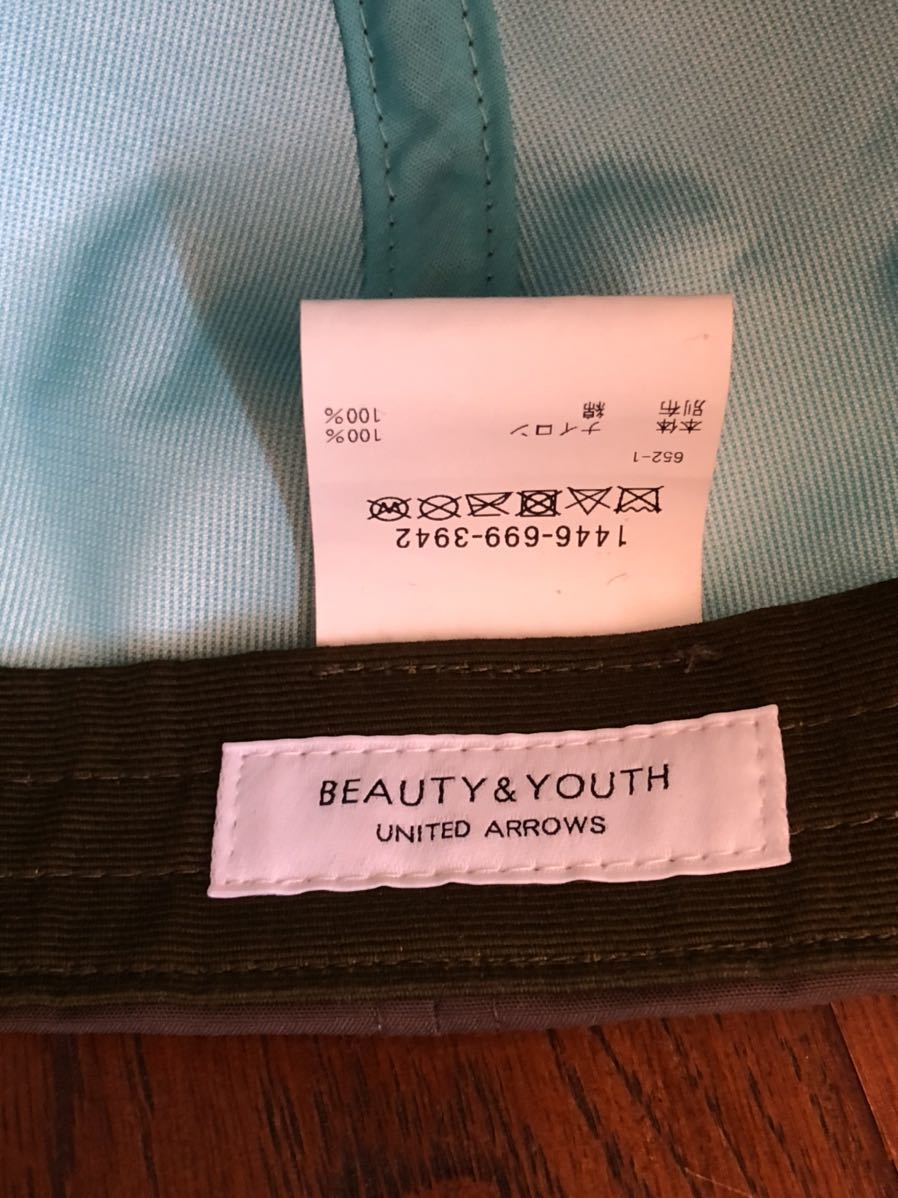 1446-699-3942
652-1
本体 ナイロン 100%
別布 綿 100%
BEAUTY & YOUTH
UNITED ARROWS